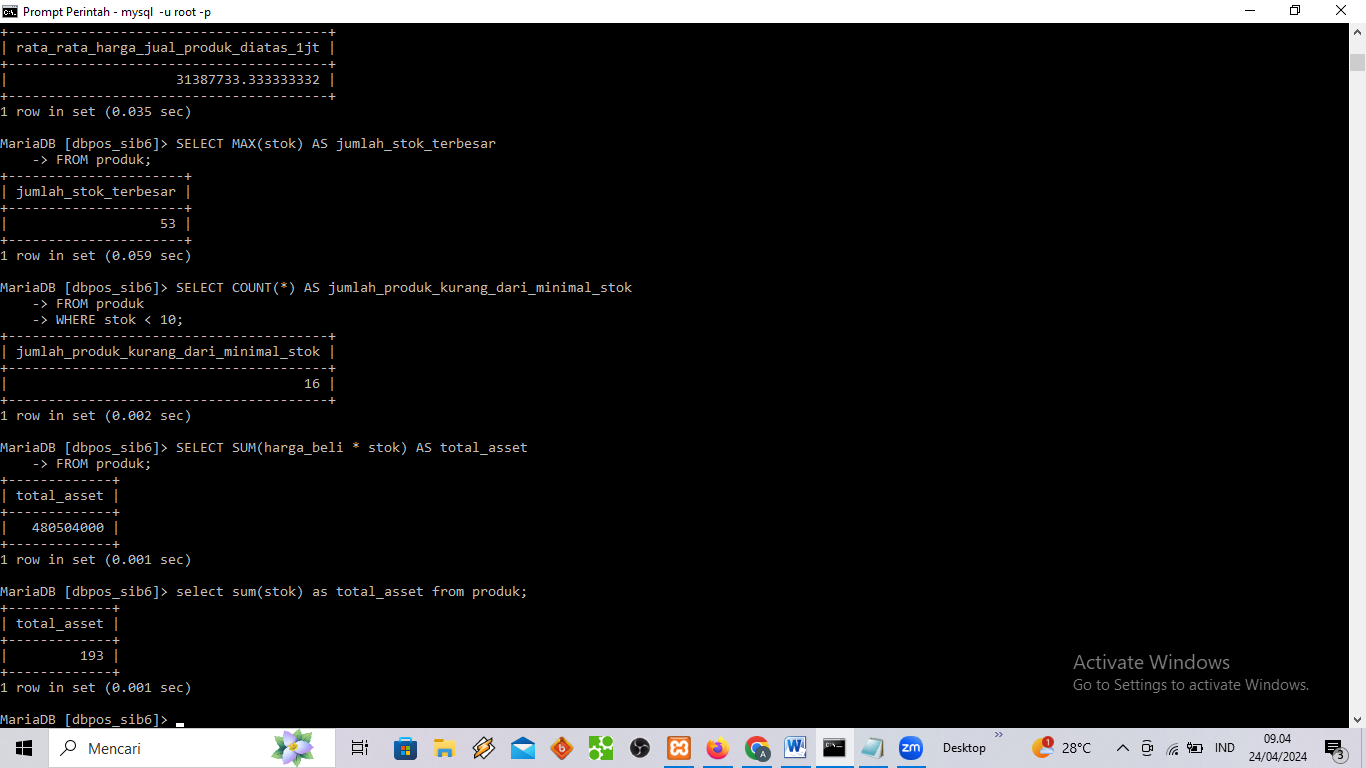 Prompt Perintah - mysql  -u root -p
+----------------------------------------+
| rata_rata_harga_jual_produk_diatas_1jt |
+----------------------------------------+
|                     31387733.333333332 |
+----------------------------------------+
1 row in set (0.035 sec)
MariaDB [dbpos_sib6]> SELECT MAX(stok) AS jumlah_stok_terbesar
    -> FROM produk;
+----------------------+
| jumlah_stok_terbesar |
+----------------------+
|                   53 |
+----------------------+
1 row in set (0.059 sec)
MariaDB [dbpos_sib6]> SELECT COUNT(*) AS jumlah_produk_kurang_dari_minimal_stok
    -> FROM produk
    -> WHERE stok < 10;
+----------------------------------------+
| jumlah_produk_kurang_dari_minimal_stok |
+----------------------------------------+
|                                     16 |
+----------------------------------------+
1 row in set (0.002 sec)
MariaDB [dbpos_sib6]> SELECT SUM(harga_beli * stok) AS total_asset
    -> FROM produk;
+-------------+
| total_asset |
+-------------+
|   480504000 |
+-------------+
1 row in set (0.001 sec)
MariaDB [dbpos_sib6]> select sum(stok) as total_asset from produk;
+-------------+
| total_asset |
+-------------+
|         193 |
+-------------+
1 row in set (0.001 sec)
MariaDB [dbpos_sib6]>
Activate Windows
Go to Settings to activate Windows.
Mencari
zm
Desktop
1
28°C
IND
09.04
24/04/2024
3